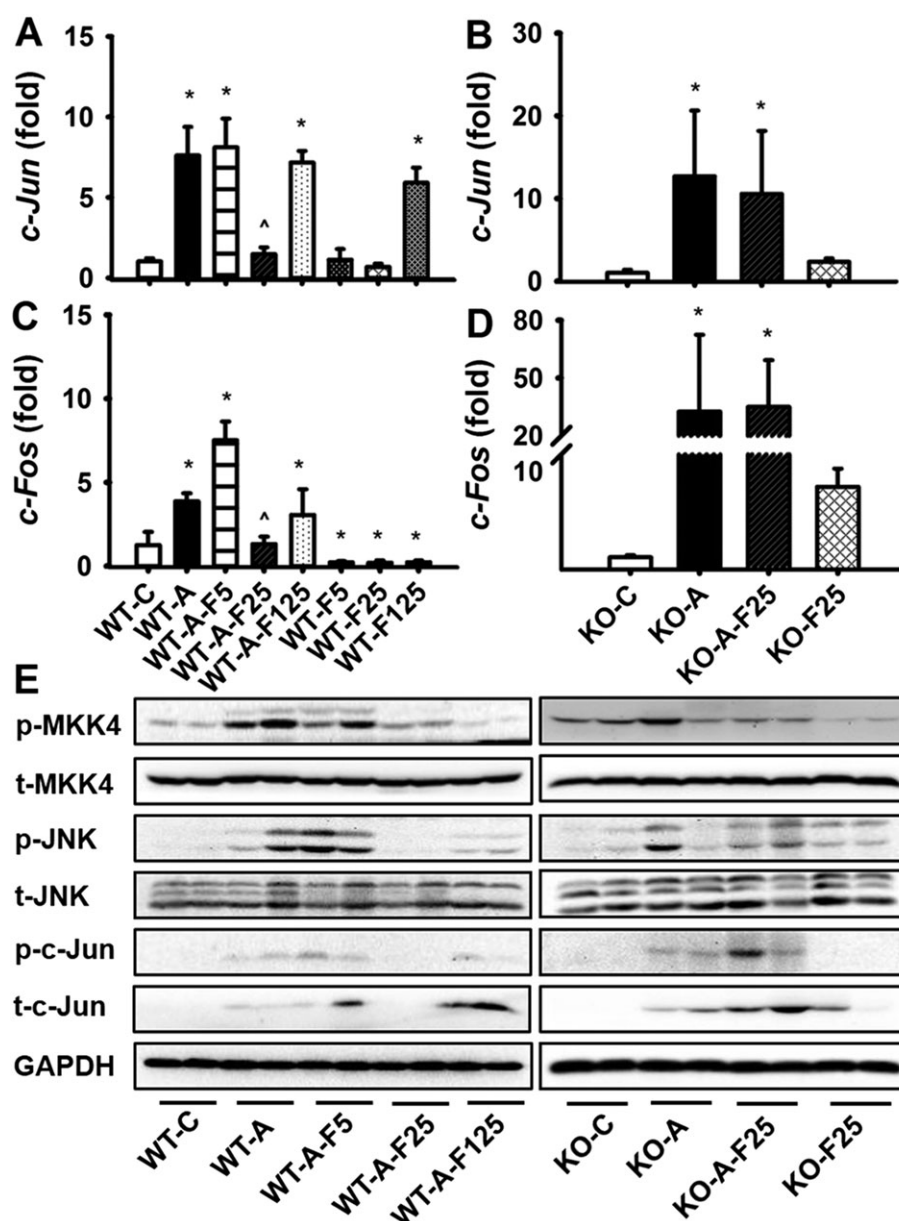 A
c-Jun (fold)
15
10
5
0
* * ^ * *
B
c-Jun (fold)
30
20
10
0
* *
C
c-Fos (fold)
15
10
5
0
* * ^ * * * *
WT-C
WT-A
WT-A-F5
WT-A-F25
WT-A-F125
WT-F5
WT-F25
WT-F125
D
c-Fos (fold)
80
50
20
10
* *
KO-C
KO-A
KO-A-F25
KO-F25
E
p-MKK4
t-MKK4
p-JNK
t-JNK
p-c-Jun
t-c-Jun
GAPDH
WT-C
WT-A
WT-A-F5
WT-A-F25
WT-A-F125
KO-C
KO-A
KO-A-F25
KO-F25